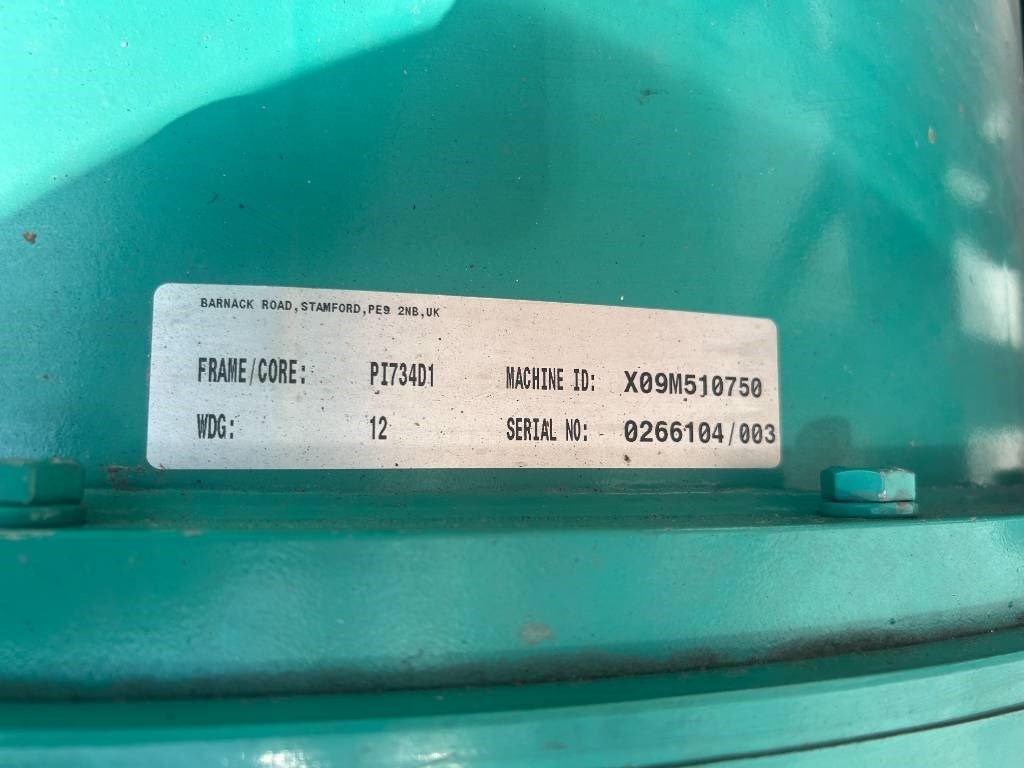 BARNACK ROAD,STAMFORD,PE9 2NB,UK
FRAME/CORE: PI734D1 MACHINE ID: X09M510750
WDG: 12 SERIAL NO: 0266104/003